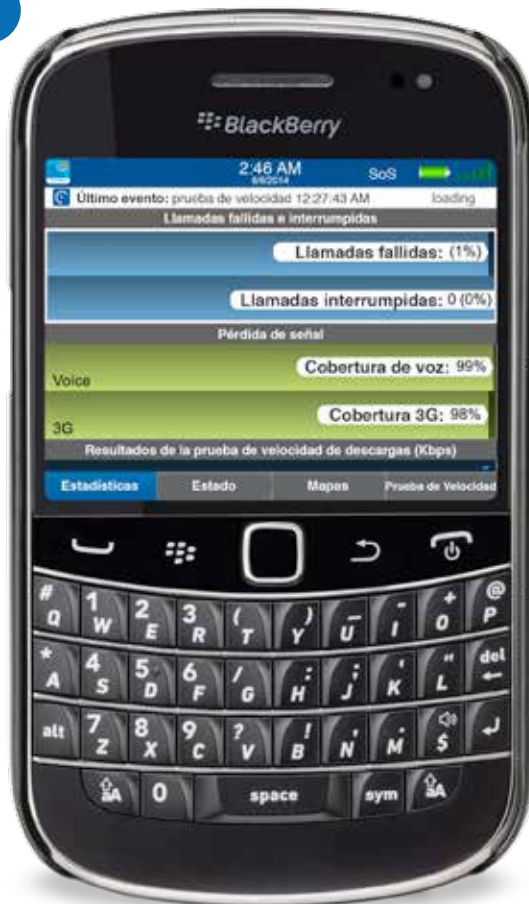 BlackBerry
2:46 AM
SoS
Último evento: prueba de velocidad 12:27:43 AM loading
Llamadas fallidas e interrumpidas
Llamadas fallidas: (1%)
Llamadas interrumpidas: 0 (0%)
Pérdida de señal
Cobertura de voz: 99%
Voice
Cobertura 3G: 98%
3G
Resultados de la prueba de velocidad de descargas (Kbps)
Estadísticas Estado Mapas Prueba de Velocidad
# Q 1 W 2 E 3 R ( T ) Y _ U - I + O @ P
* A 4 S 5 D 6 F / G : H ; J ' K " L del
alt 7 Z 8 X 9 C ? V ! B , N . M $
aA 0 space sym aA